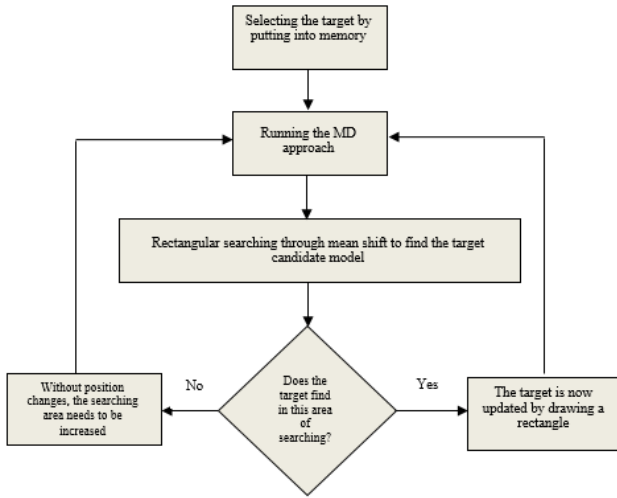 Selecting the target by
putting into memory
Running the MD
approach
Rectangular searching through mean shift to find the target
candidate model
Does the
target find
in this area
of
searching?
No
Yes
Without position
changes, the searching
area needs to be
increased
The target is now
updated by drawing a
rectangle